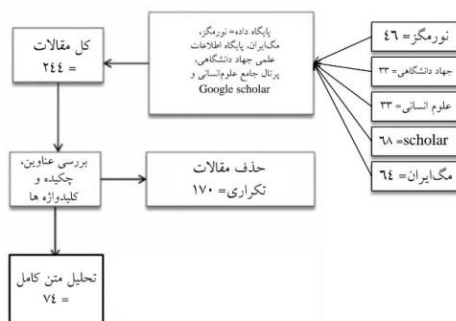 نورمگز= ٤٦
جهاد دانشگاهی= ٣٣
علوم انسانی= ٣٣
scholar= ٦٨
مگ‌ایران= ٦٤
پایگاه داده= نورمگز،
مگ‌ایران، پایگاه اطلاعات
علمی جهاد دانشگاهی،
پرتال جامع علوم‌انسانی و
Google scholar
کل مقالات
= ٢٤٤
بررسی عناوین،
چکیده و
کلیدواژه ها
حذف مقالات
تکراری= ١٧٠
تحلیل متن کامل
= ٧٤